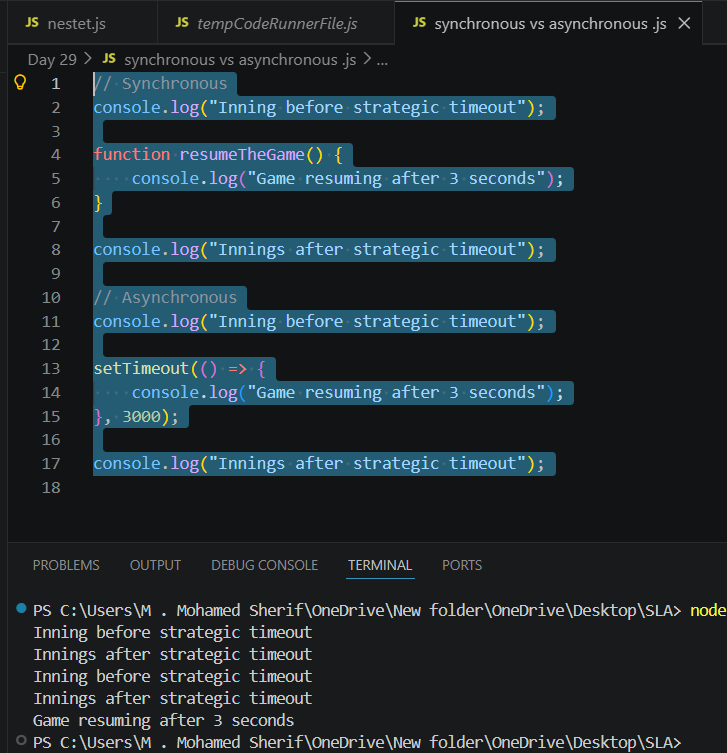 JS nestet.js JS tempCodeRunnerFile.js JS synchronous vs asynchronous .js
Day 29 > JS synchronous vs asynchronous .js > ...
1 // Synchronous
2 console.log("Inning before strategic timeout");
3
4 function resumeTheGame() {
5 console.log("Game resuming after 3 seconds");
6 }
7
8 console.log("Innings after strategic timeout");
9
10 // Asynchronous
11 console.log("Inning before strategic timeout");
12
13 setTimeout(() => {
14 console.log("Game resuming after 3 seconds");
15 }, 3000);
16
17 console.log("Innings after strategic timeout");
18
PROBLEMS OUTPUT DEBUG CONSOLE TERMINAL PORTS
PS C:\Users\M . Mohamed Sherif\OneDrive\New folder\OneDrive\Desktop\SLA> node
Inning before strategic timeout
Innings after strategic timeout
Inning before strategic timeout
Innings after strategic timeout
Game resuming after 3 seconds
PS C:\Users\M . Mohamed Sherif\OneDrive\New folder\OneDrive\Desktop\SLA>